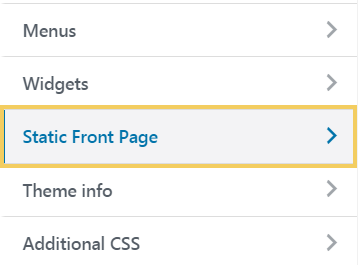 Menus
Widgets
Static Front Page
Theme info
Additional CSS